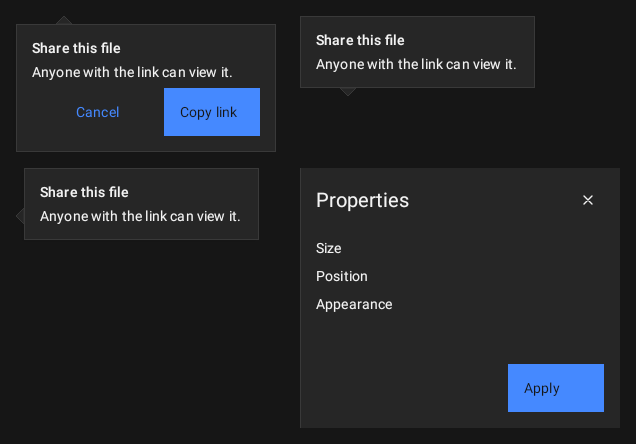 Share this file
Anyone with the link can view it.
Cancel
Copy link
Share this file
Anyone with the link can view it.
Share this file
Anyone with the link can view it.
Properties
Size
Position
Appearance
Apply